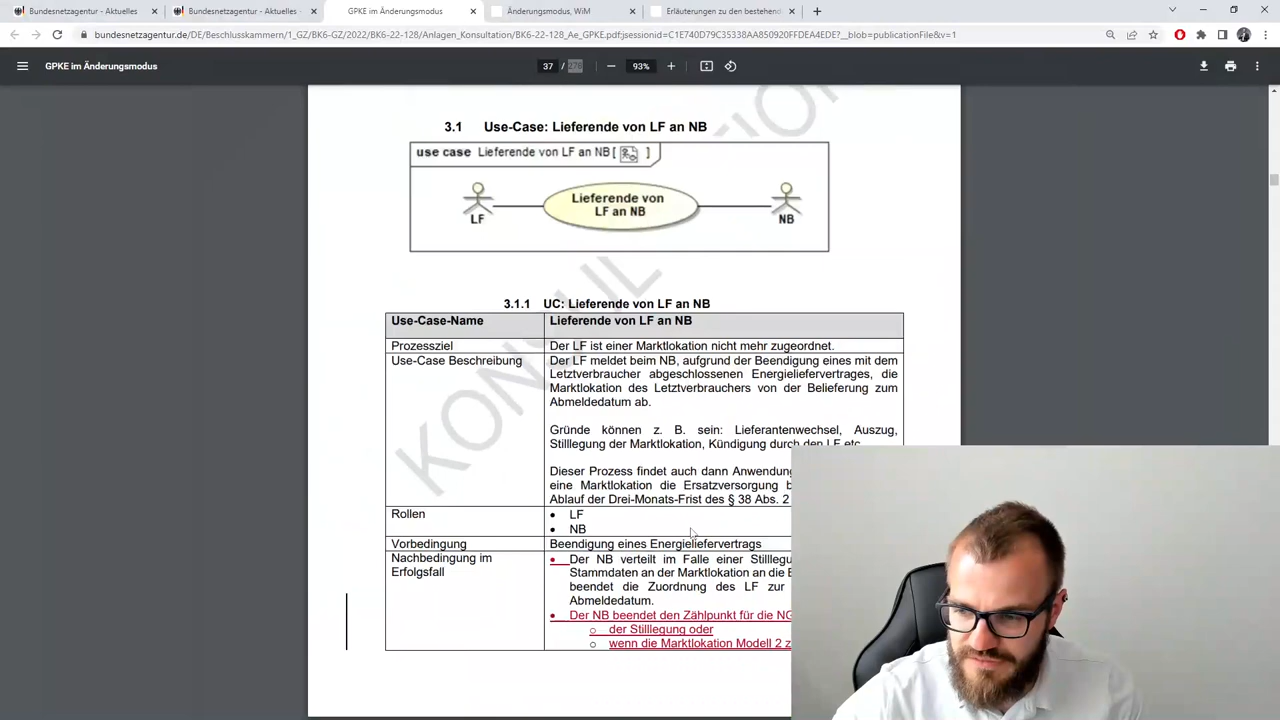 Bundesnetzagentur - Aktuelles
Bundesnetzagentur - Aktuelles -
GPKE im Änderungsmodus
Änderungsmodus, WiM
Erläuterungen zu den bestehend
bundesnetzagentur.de/DE/Beschlusskammern/1_GZ/BK6-GZ/2022/BK6-22-128/Anlagen_Konsultation/BK6-22-128_Ae_GPKE.pdf;jsessionid=C1E740D79C35338AA850920FFDEA4EDE?__blob=publicationFile&v=1
GPKE im Änderungsmodus
37 / 278
93%
3.1 Use-Case: Lieferende von LF an NB
use case Lieferende von LF an NB [ ]
Lieferende von
LF an NB
LF
NB
3.1.1 UC: Lieferende von LF an NB
Use-Case-Name Lieferende von LF an NB
Prozessziel Der LF ist einer Marktlokation nicht mehr zugeordnet.
Use-Case Beschreibung Der LF meldet beim NB, aufgrund der Beendigung eines mit dem
Letztverbraucher abgeschlossenen Energieliefervertrages, die
Marktlokation des Letztverbrauchers von der Belieferung zum
Abmeldedatum ab.
Gründe können z. B. sein: Lieferantenwechsel, Auszug,
Stilllegung der Marktlokation, Kündigung durch den LF etc.
Dieser Prozess findet auch dann Anwendung
eine Marktlokation die Ersatzversorgung b
Ablauf der Drei-Monats-Frist des § 38 Abs. 2
Rollen
• LF
• NB
Vorbedingung Beendigung eines Energieliefervertrags
Nachbedingung im
Erfolgsfall
• Der NB verteilt im Falle einer Stilllegu
Stammdaten an der Marktlokation an die B
beendet die Zuordnung des LF zur
Abmeldedatum.
• Der NB beendet den Zählpunkt für die NG
o der Stilllegung oder
o wenn die Marktlokation Modell 2 z